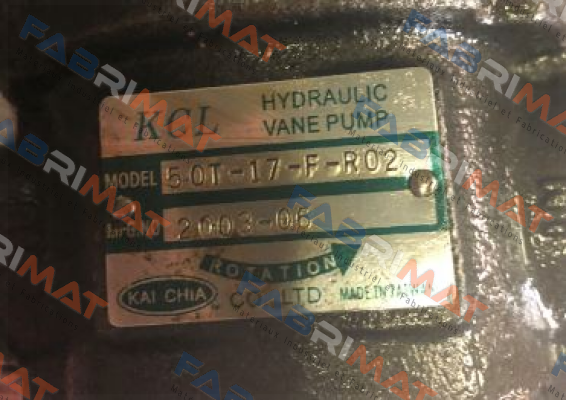 KCL HYDRAULIC
VANE PUMP
MODEL 50T-17-F-R02
2003-05
ROTATION
KAI CHIA CO. LTD MADE IN TAIWAN
FABRIMAT
FABRIMAT
FABRIMAT
FABRIMAT